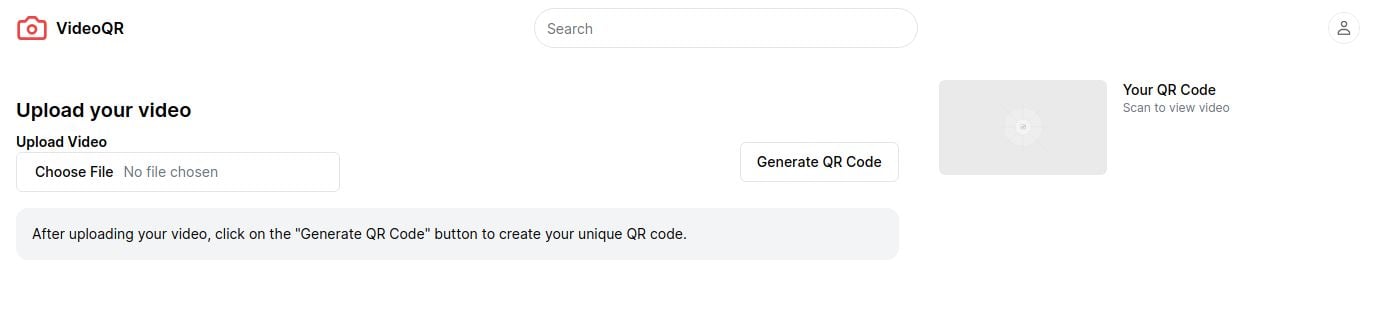 VideoQR
Search
Upload your video
Upload Video
Choose File No file chosen
Generate QR Code
After uploading your video, click on the "Generate QR Code" button to create your unique QR code.
Your QR Code
Scan to view video